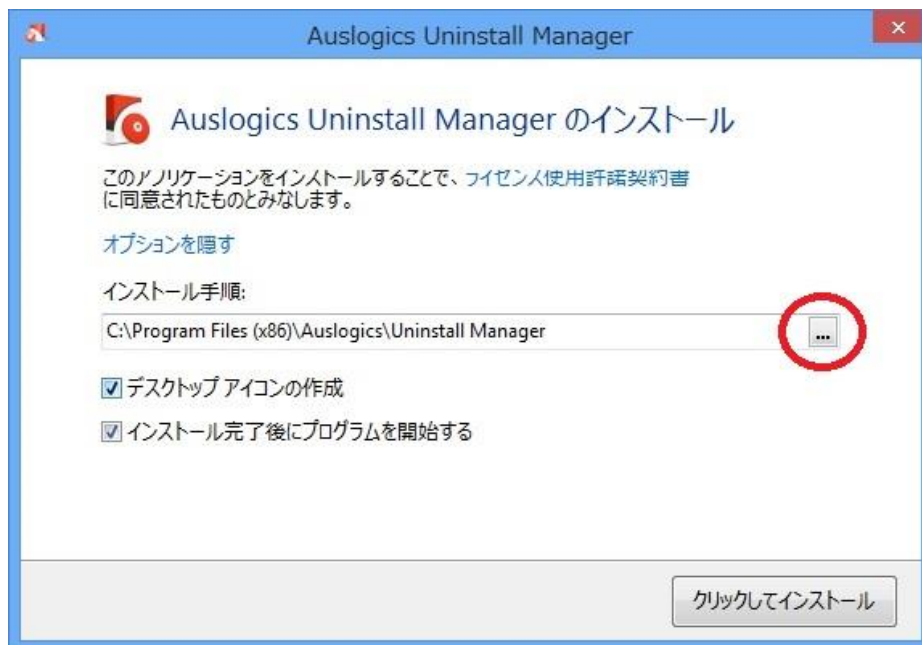 Auslogics Uninstall Manager
Auslogics Uninstall Manager のインストール
このアプリケーションをインストールすることで、ライセンス使用許諾契約書
に同意されたものとみなします。
オプションを隠す
インストール手順:
C:\Program Files (x86)\Auslogics\Uninstall Manager
...
デスクトップ アイコンの作成
インストール完了後にプログラムを開始する
クリックしてインストール